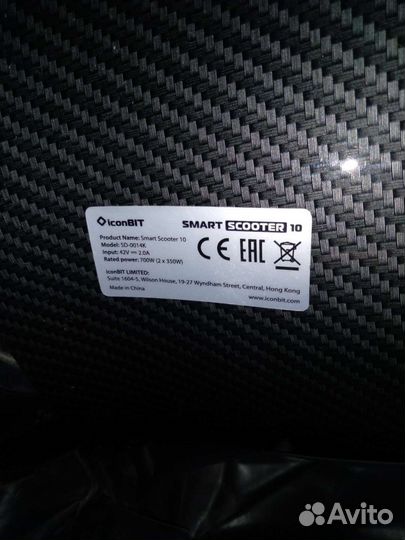 iconBIT
SMART SCOOTER 10
Product Name: Smart Scooter 10
Model: SD-0014K
Input: 42V 2.0A
Rated power: 700W (2 x 350W)
CE EAC
iconBIT LIMITED:
Suite 1604-5, Wilson House, 19-27 Wyndham Street, Central, Hong Kong
Made in China
www.iconbit.com
Avito